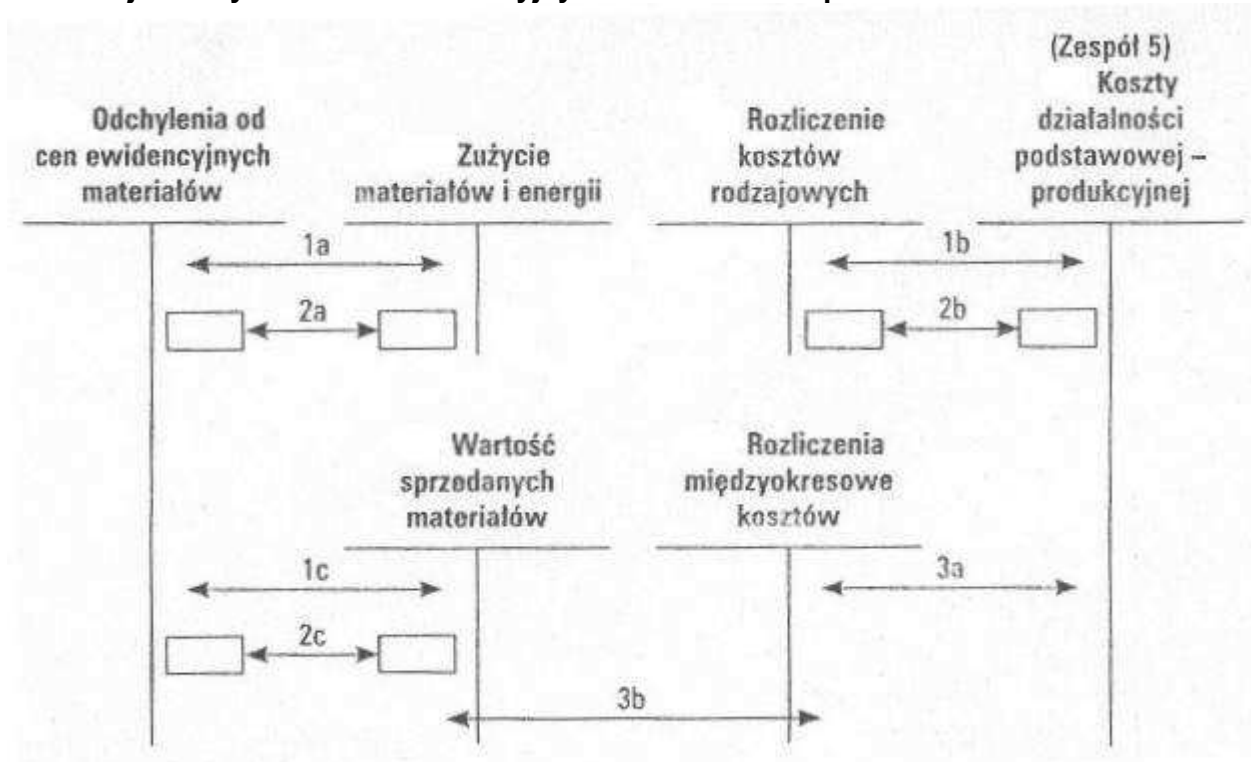 (Zespół 5)
Koszty
działalności
podstawowej –
produkcyjnej
Odchylenia od
cen ewidencyjnych
materiałów
Zużycie
materiałów i energii
Rozliczenie
kosztów
rodzajowych
1a
1b
2a
2b
Wartość
sprzedanych
materiałów
Rozliczenia
międzyokresowe
kosztów
1c
3a
2c
3b